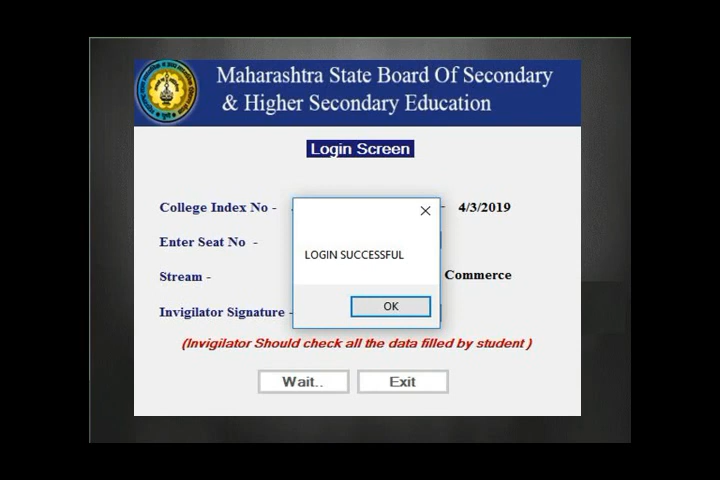 Maharashtra State Board Of Secondary
& Higher Secondary Education
Login Screen
College Index No -
4/3/2019
Enter Seat No -
LOGIN SUCCESSFUL
Stream -
Commerce
OK
Invigilator Signature -
(Invigilator Should check all the data filled by student )
Wait..
Exit